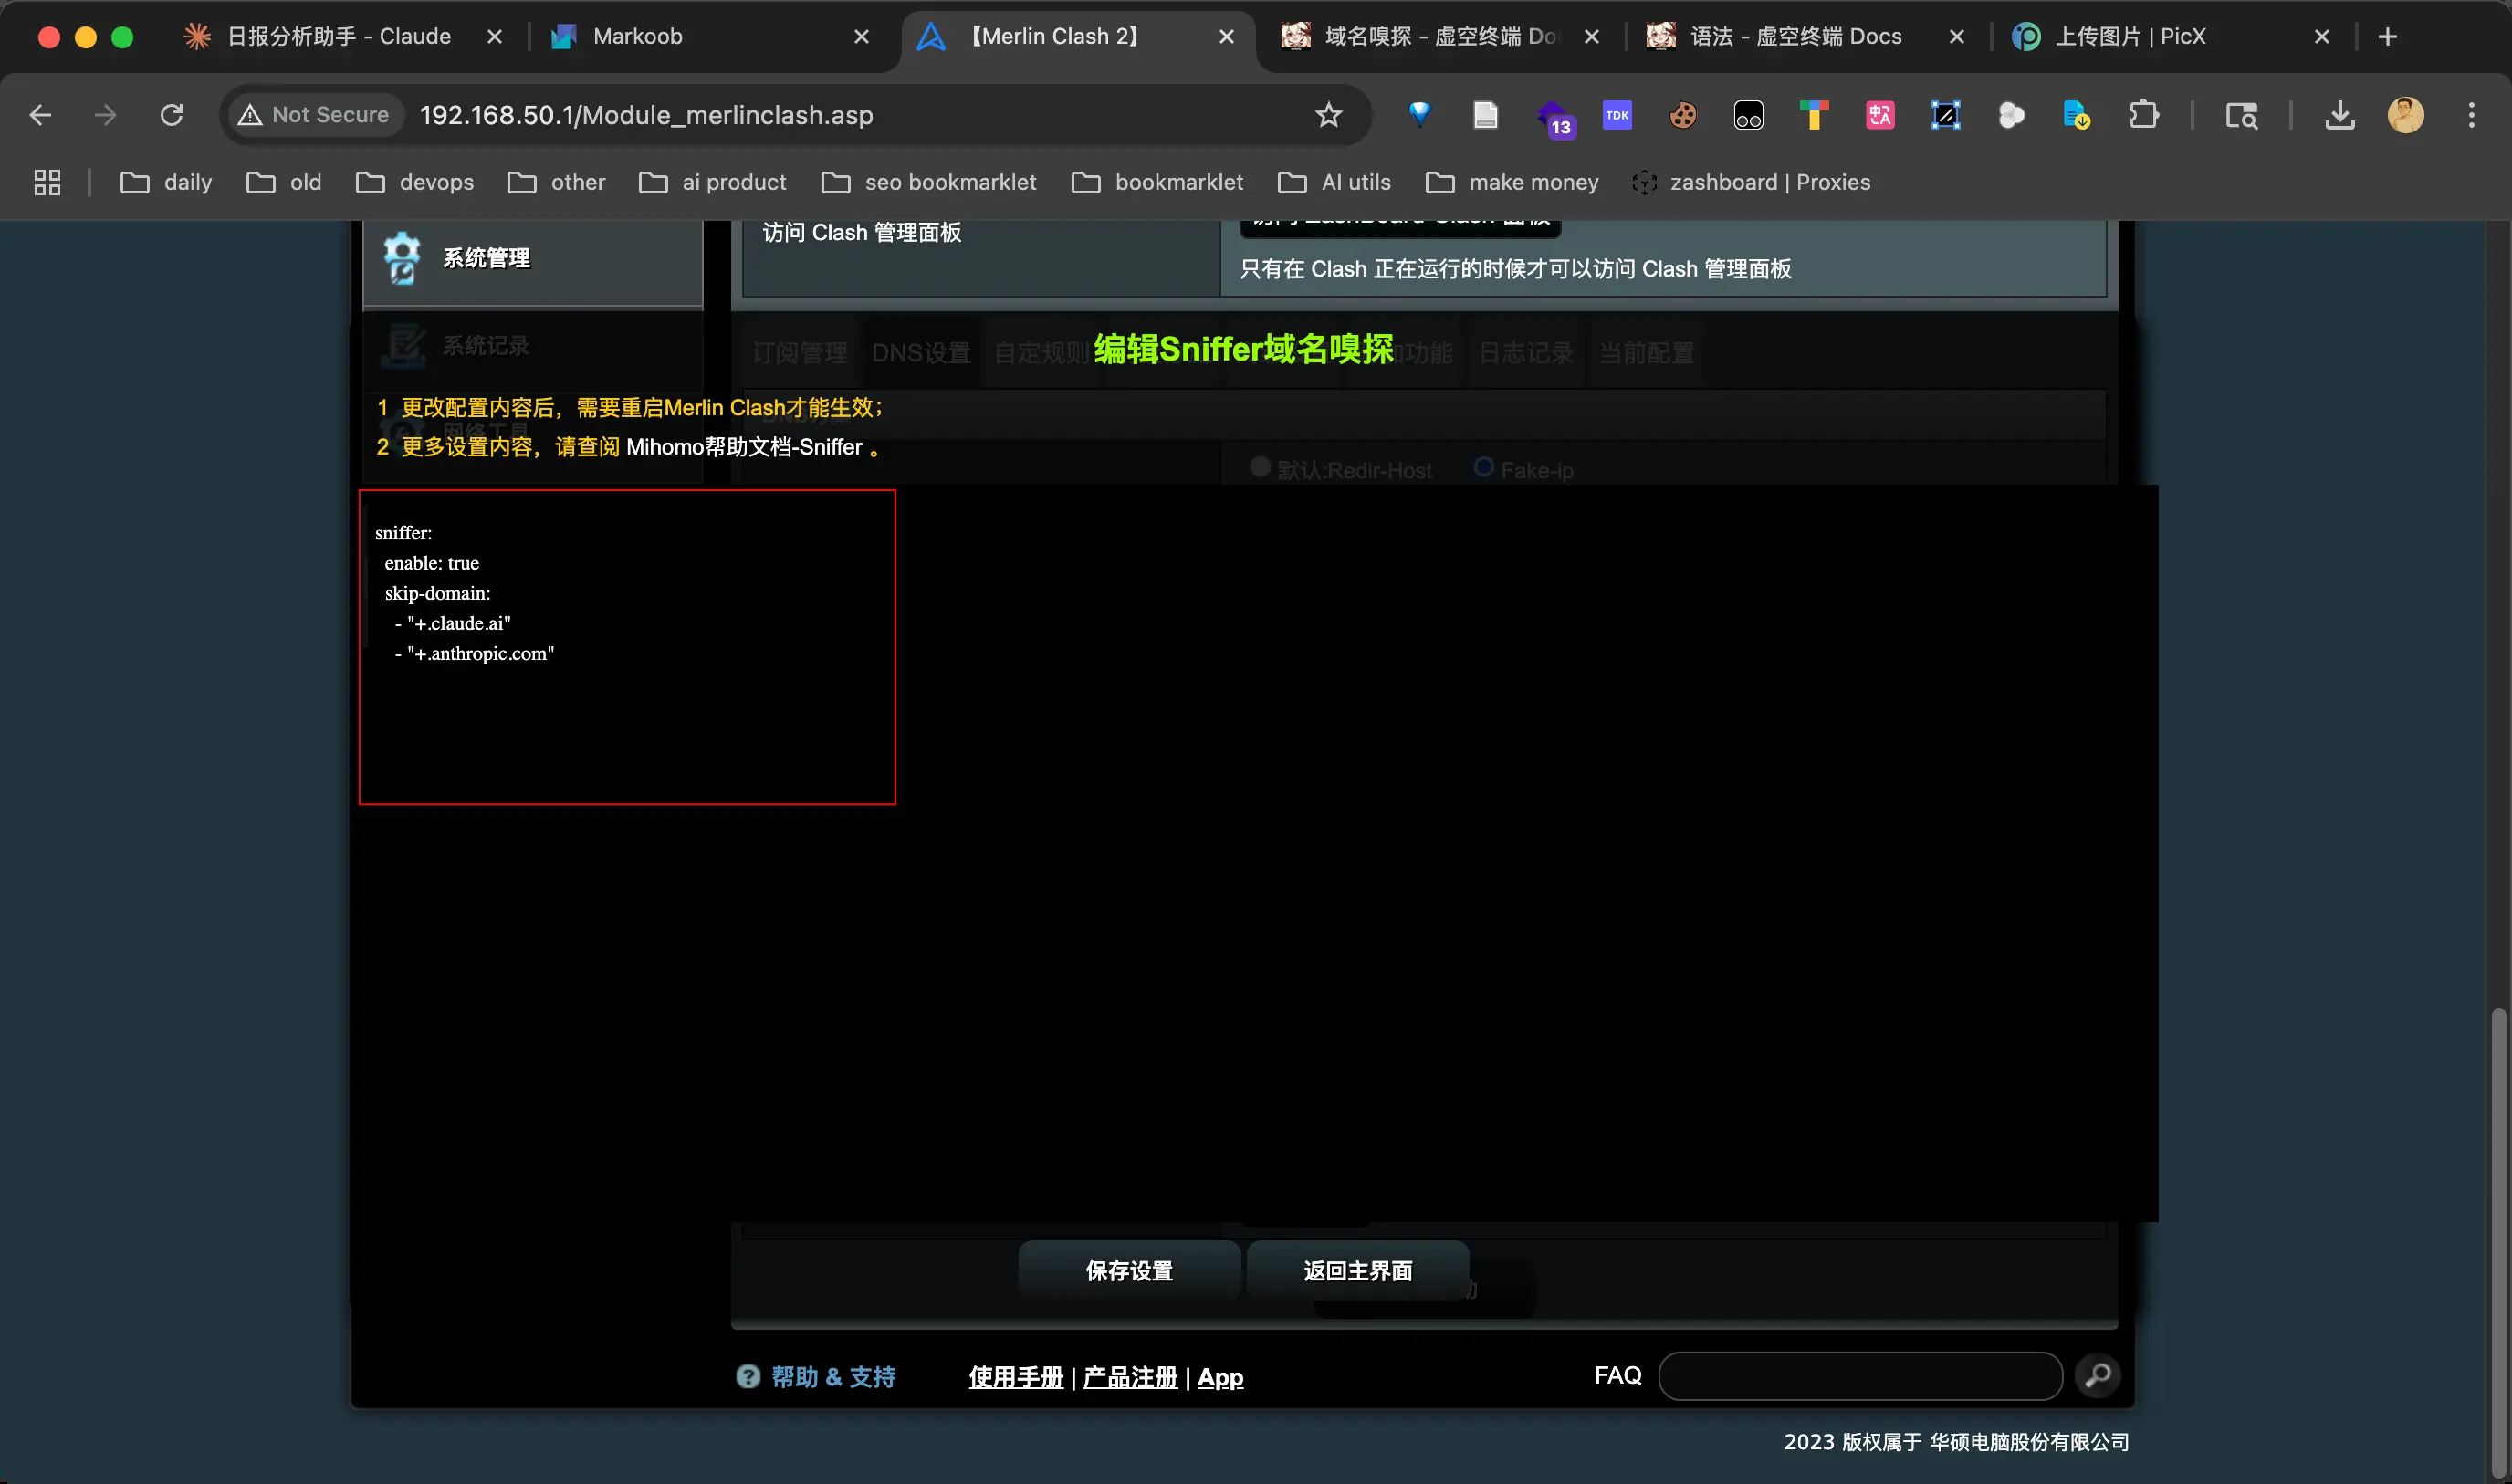 日报分析助手 - Claude
Markoob
【Merlin Clash 2】
域名嗅探 - 虚空终端 Do
语法 - 虚空终端 Docs
上传图片 | PicX
Not Secure
192.168.50.1/Module_merlinclash.asp
13
TDK
daily
old
devops
other
ai product
seo bookmarklet
bookmarklet
AI utils
make money
zashboard | Proxies
系统管理
访问 Clash 管理面板
只有在 Clash 正在运行的时候才可以访问 Clash 管理面板
系统记录
订阅管理
DNS设置
自定规则
编辑Sniffer域名嗅探
功能
日志记录
当前配置
1 更改配置内容后，需要重启Merlin Clash才能生效；
网络工具
2 更多设置内容，请查阅 Mihomo帮助文档-Sniffer 。
默认:Redir-Host
Fake-ip
sniffer:
enable: true
skip-domain:
- "+.claude.ai"
- "+.anthropic.com"
保存设置
返回主界面
帮助 & 支持
使用手册 | 产品注册 | App
FAQ
2023 版权属于 华硕电脑股份有限公司